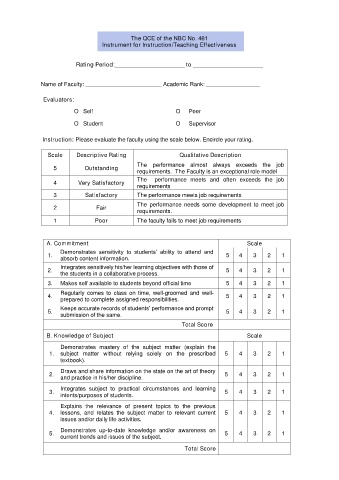 The QCE of the NBC No. 461
Instrument for Instruction/Teaching Effectiveness
Rating Period:____________________ to ____________________
Name of Faculty: ____________________ Academic Rank: ____________________
Evaluators:
O Self O Peer
O Student O Supervisor
Instruction: Please evaluate the faculty using the scale below. Encircle your rating.
Scale Descriptive Rating Qualitative Description
5 Outstanding The performance almost always exceeds the job
requirements. The Faculty is an exceptional role model
4 Very Satisfactory The performance meets and often exceeds the job
requirements
3 Satisfactory The performance meets job requirements
2 Fair The performance needs some development to meet job
requirements.
1 Poor The faculty fails to meet job requirements
A. Commitment Scale
1. Demonstrates sensitivity to students' ability to attend and
absorb content information. 5 4 3 2 1
2. Integrates sensitively his/her learning objectives with those of
the students in a collaborative process. 5 4 3 2 1
3. Makes self available to students beyond official time 5 4 3 2 1
4. Regularly comes to class on time, well-groomed and well-
prepared to complete assigned responsibilities. 5 4 3 2 1
5. Keeps accurate records of students' performance and prompt
submission of the same. 5 4 3 2 1
Total Score
B. Knowledge of Subject Scale
1. Demonstrates mastery of the subject matter (explain the
subject matter without relying solely on the prescribed
textbook). 5 4 3 2 1
2. Draws and share information on the state on the art of theory
and practice in his/her discipline. 5 4 3 2 1
3. Integrates subject to practical circumstances and learning
intents/purposes of students. 5 4 3 2 1
4. Explains the relevance of present topics to the previous
lessons, and relates the subject matter to relevant current
issues and/or daily life activities. 5 4 3 2 1
5. Demonstrates up-to-date knowledge and/or awareness on
current trends and issues of the subject. 5 4 3 2 1
Total Score